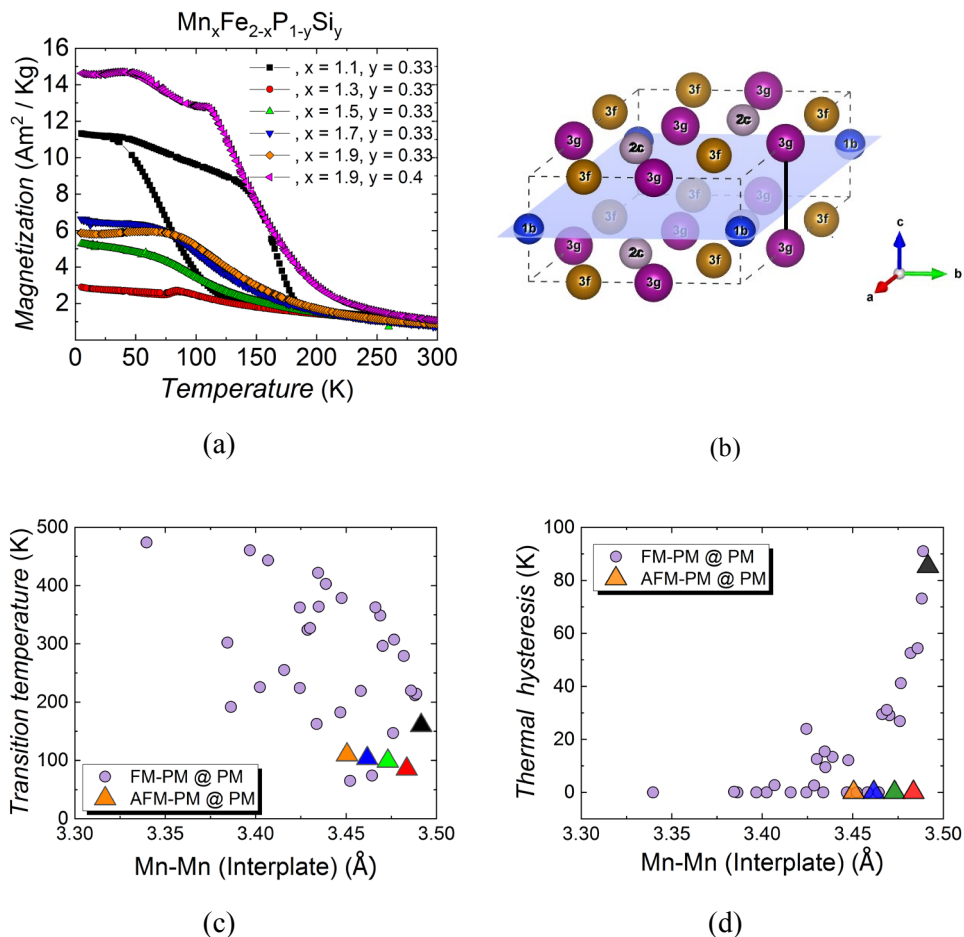 MnxFe2-xP1-ySiy
Magnetization (Am2 / Kg)
16
14
12
10
8
6
4
2
, x = 1.1, y = 0.33
, x = 1.3, y = 0.33
, x = 1.5, y = 0.33
, x = 1.7, y = 0.33
, x = 1.9, y = 0.33
, x = 1.9, y = 0.4
0 50 100 150 200 250 300
Temperature (K)
(a)
3f 3g
3f 2c 3f
3g 3g 3g 1b
2c 3f
3f 3g
3f
1b 1b
3g 3g 3g
2c 3f
3f 3g
c
b
a
(b)
Transition temperature (K)
500
400
300
200
100
0
FM-PM @ PM
AFM-PM @ PM
3.30 3.35 3.40 3.45 3.50
Mn-Mn (Interplate) (Å)
(c)
Thermal hysteresis (K)
100
80
60
40
20
0
FM-PM @ PM
AFM-PM @ PM
3.30 3.35 3.40 3.45 3.50
Mn-Mn (Interplate) (Å)
(d)